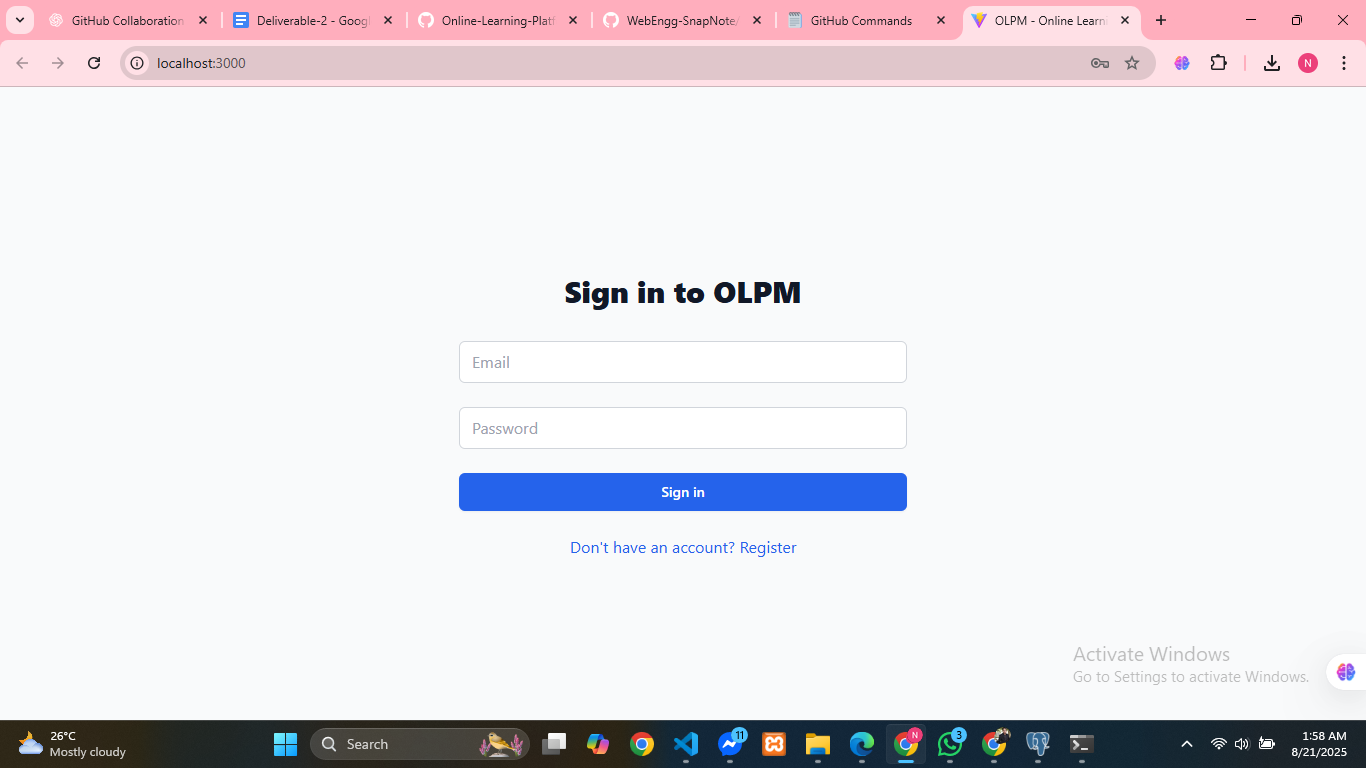 GitHub Collaboration
Deliverable-2 - Goog
Online-Learning-Platf
WebEngg-SnapNote/
GitHub Commands
OLPM - Online Learni
localhost:3000
N
Sign in to OLPM
Email
Password
Sign in
Don't have an account? Register
Activate Windows
Go to Settings to activate Windows.
26°C
Mostly cloudy
Search
11
N
3
1:58 AM
8/21/2025